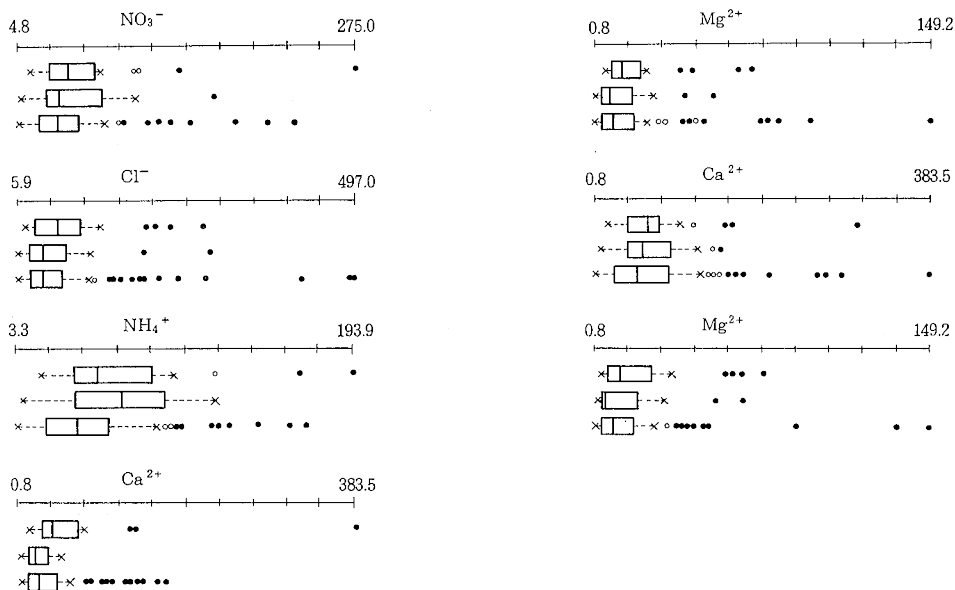 NO₃⁻
4.8 275.0
Cl⁻
5.9 497.0
NH₄⁺
3.3 193.9
Ca²⁺
0.8 383.5
Mg²⁺
0.8 149.2
Ca²⁺
0.8 383.5
Mg²⁺
0.8 149.2